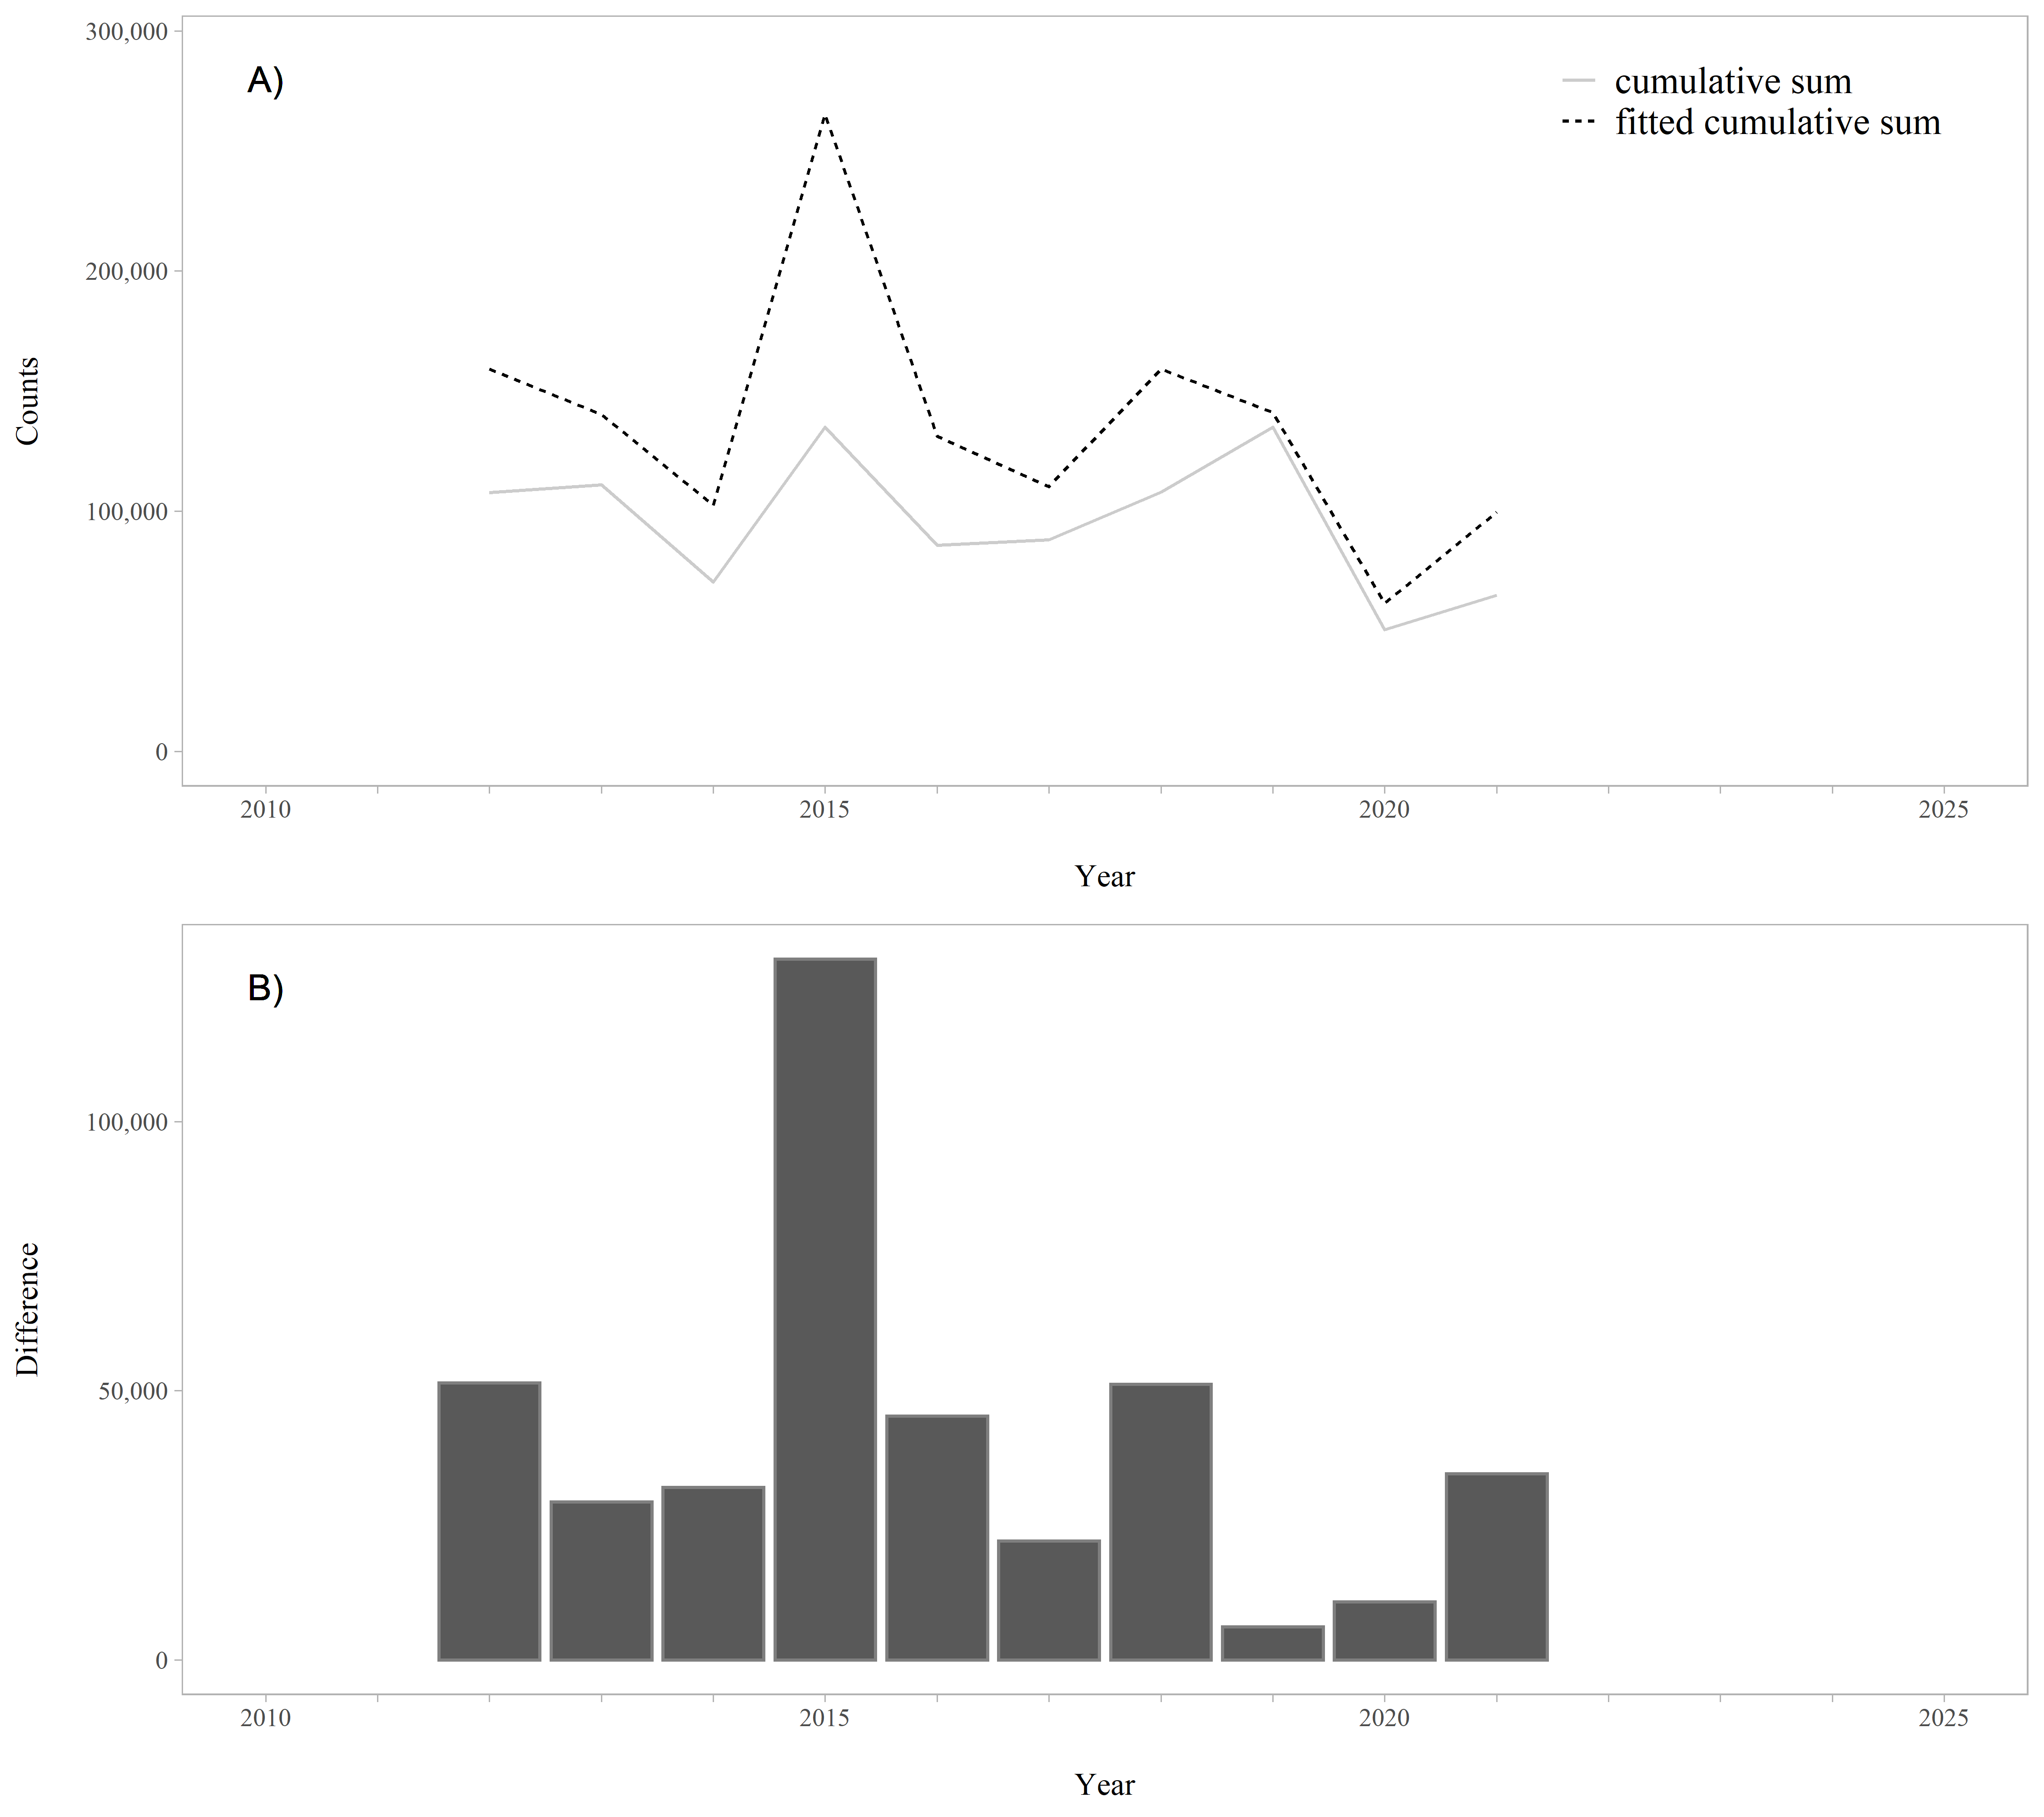 300,000
A)
cumulative sum
fitted cumulative sum
200,000
Counts
100,000
0
2010 2015 2020 2025
Year
B)
100,000
Difference
50,000
0
2010 2015 2020 2025
Year